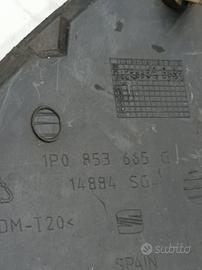 1P0 853 665
14884 SG
OM-T20<
SPAIN
subito